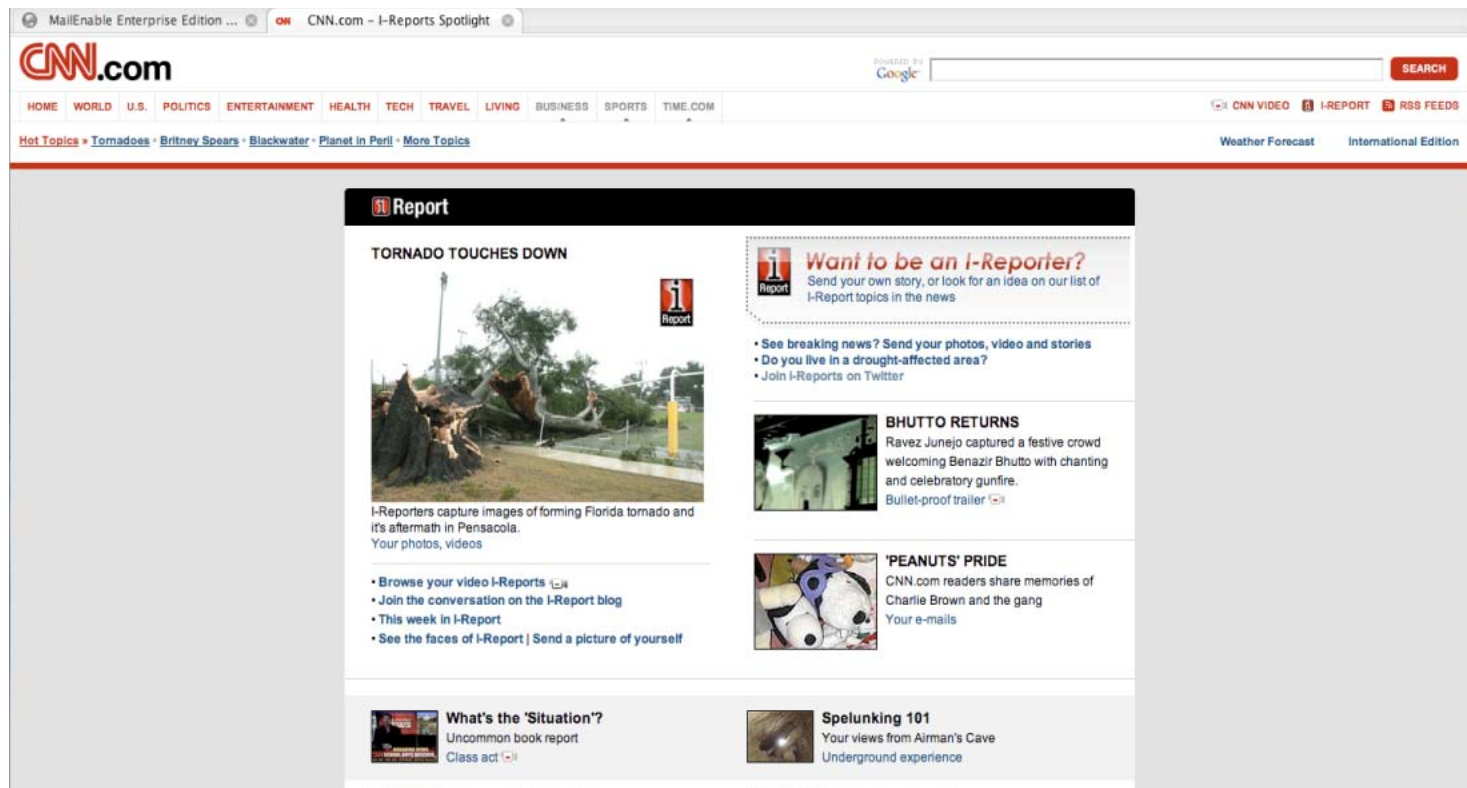 MailEnable Enterprise Edition ...
CNN CNN.com – I-Reports Spotlight
CNN.com
POWERED BY
Google
SEARCH
HOME WORLD U.S. POLITICS ENTERTAINMENT HEALTH TECH TRAVEL LIVING BUSINESS SPORTS TIME.COM
CNN VIDEO I-REPORT RSS FEEDS
Hot Topics » Tornadoes • Britney Spears • Blackwater • Planet in Peril • More Topics
Weather Forecast International Edition
i Report
TORNADO TOUCHES DOWN
i
Report
I-Reporters capture images of forming Florida tornado and
it's aftermath in Pensacola.
Your photos, videos
• Browse your video I-Reports
• Join the conversation on the I-Report blog
• This week in I-Report
• See the faces of I-Report | Send a picture of yourself
i
Report
Want to be an I-Reporter?
Send your own story, or look for an idea on our list of
I-Report topics in the news
• See breaking news? Send your photos, video and stories
• Do you live in a drought-affected area?
• Join I-Reports on Twitter
BHUTTO RETURNS
Ravez Junejo captured a festive crowd
welcoming Benazir Bhutto with chanting
and celebratory gunfire.
Bullet-proof trailer
'PEANUTS' PRIDE
CNN.com readers share memories of
Charlie Brown and the gang
Your e-mails
What's the 'Situation'?
Uncommon book report
Class act
Spelunking 101
Your views from Airman's Cave
Underground experience